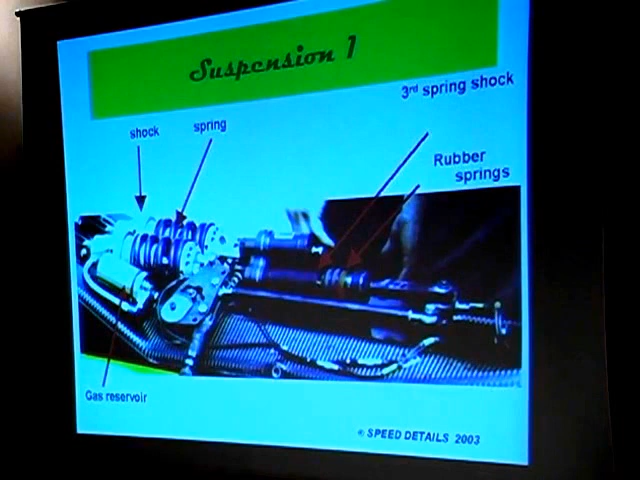 Suspension 1
3rd spring shock
shock
spring
Rubber
springs
Gas reservoir
© SPEED DETAILS 2003